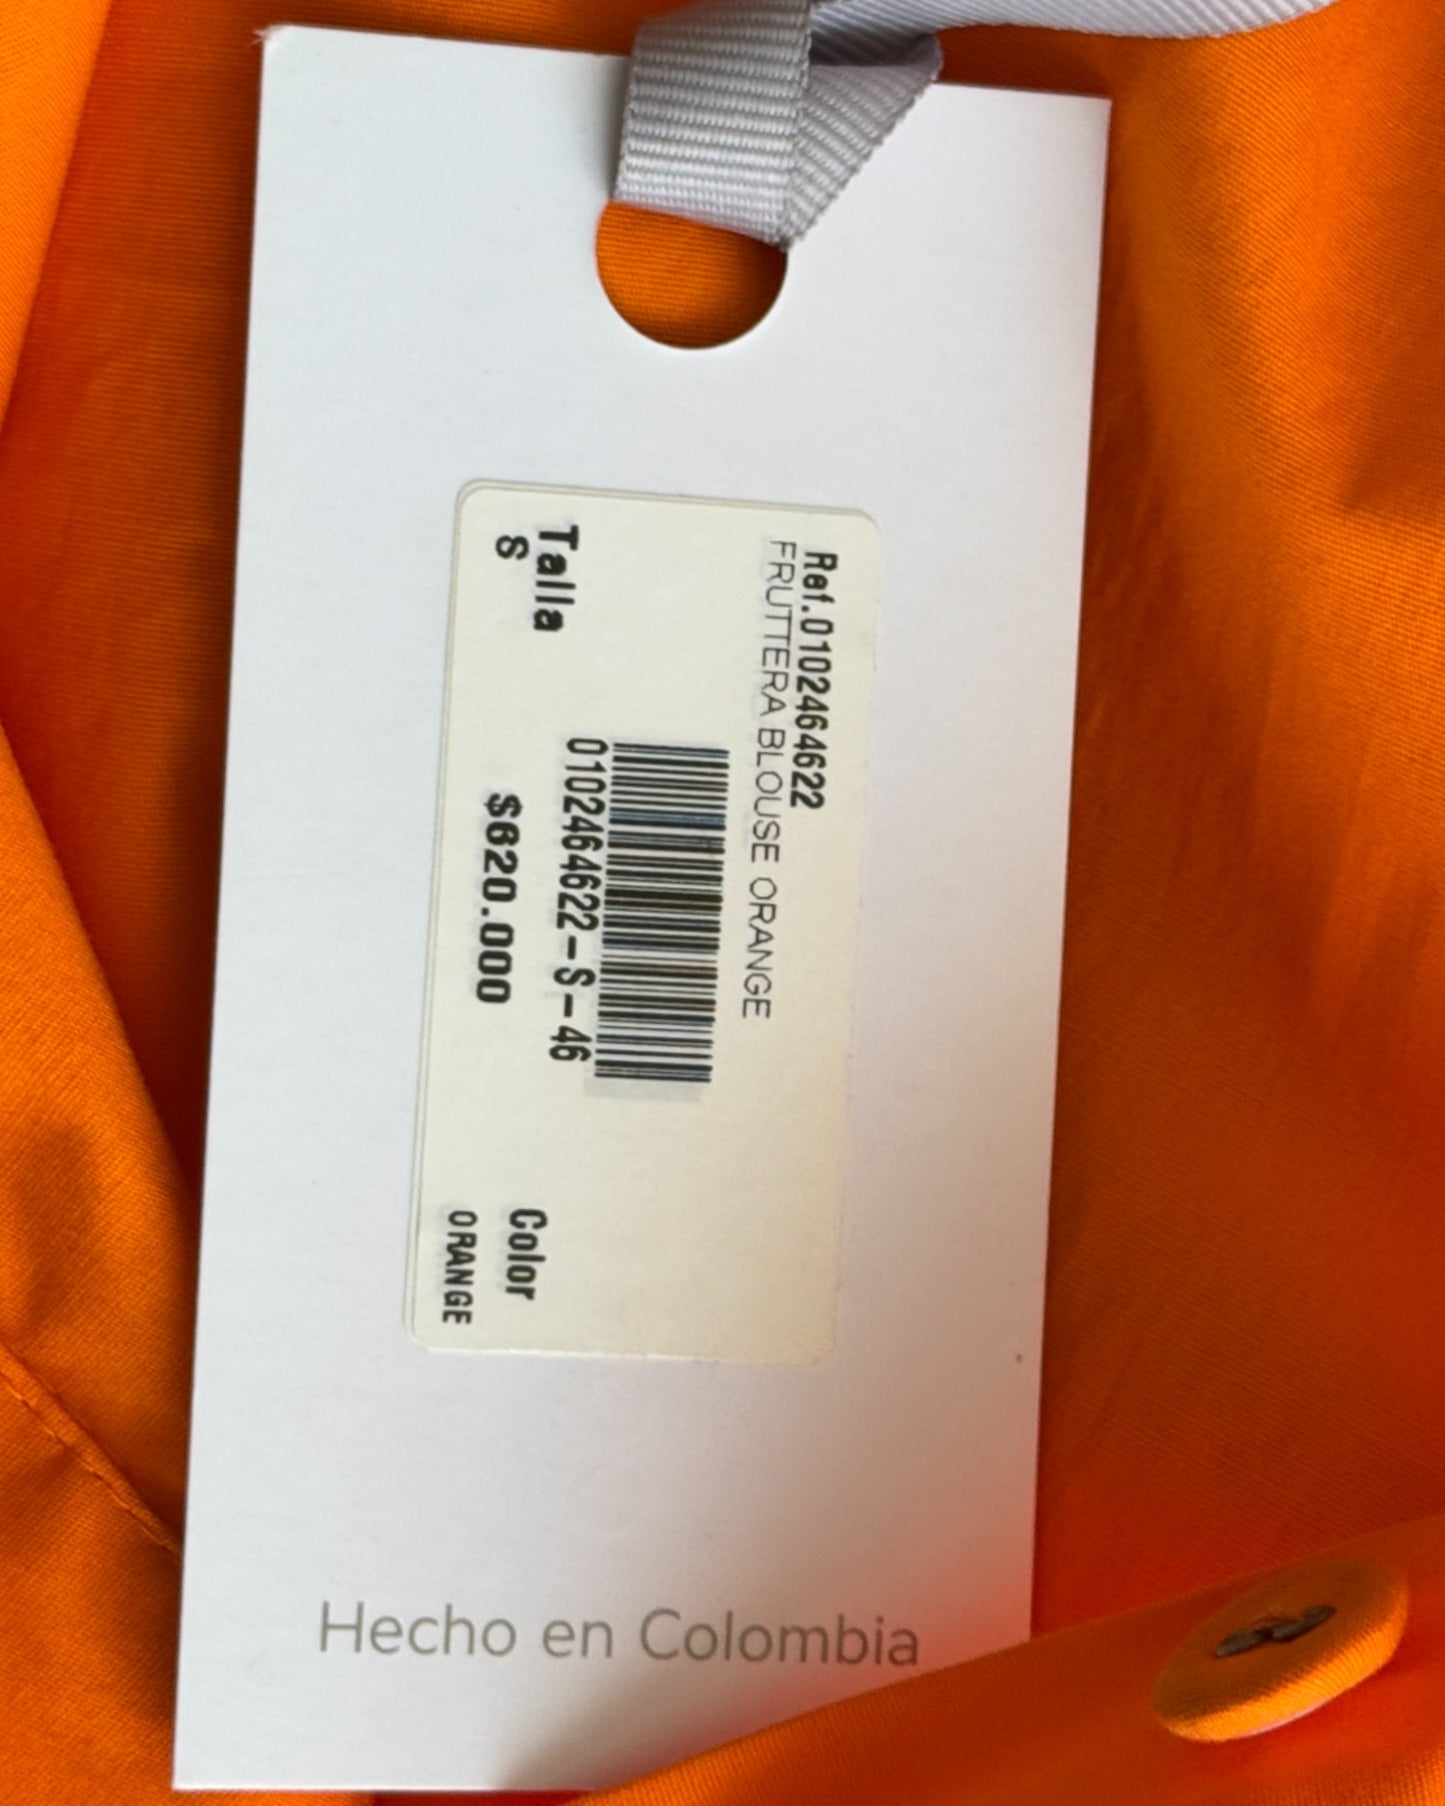 Ref.0102464622
FRUTTERA BLOUSE ORANGE
0102464622-S-46
Talla
S
$620.000
Color
ORANGE
Hecho en Colombia